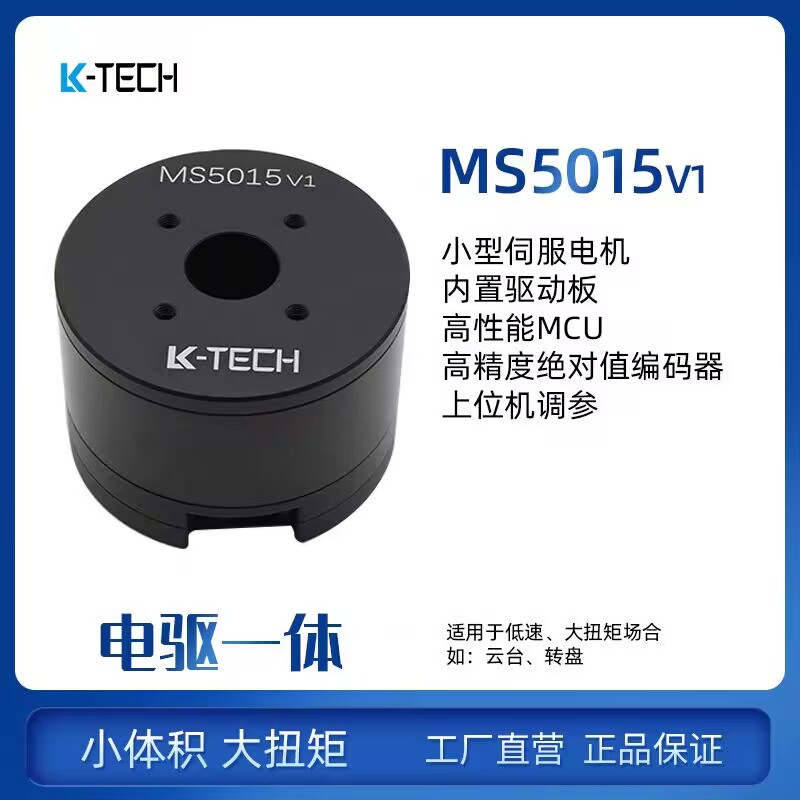 K-TECH
MS5015V1
MS5015V1
K-TECH
小型伺服电机
内置驱动板
高性能MCU
高精度绝对值编码器
上位机调参
电驱一体
适用于低速、大扭矩场合
如：云台、转盘
小体积 大扭矩 工厂直营 正品保证